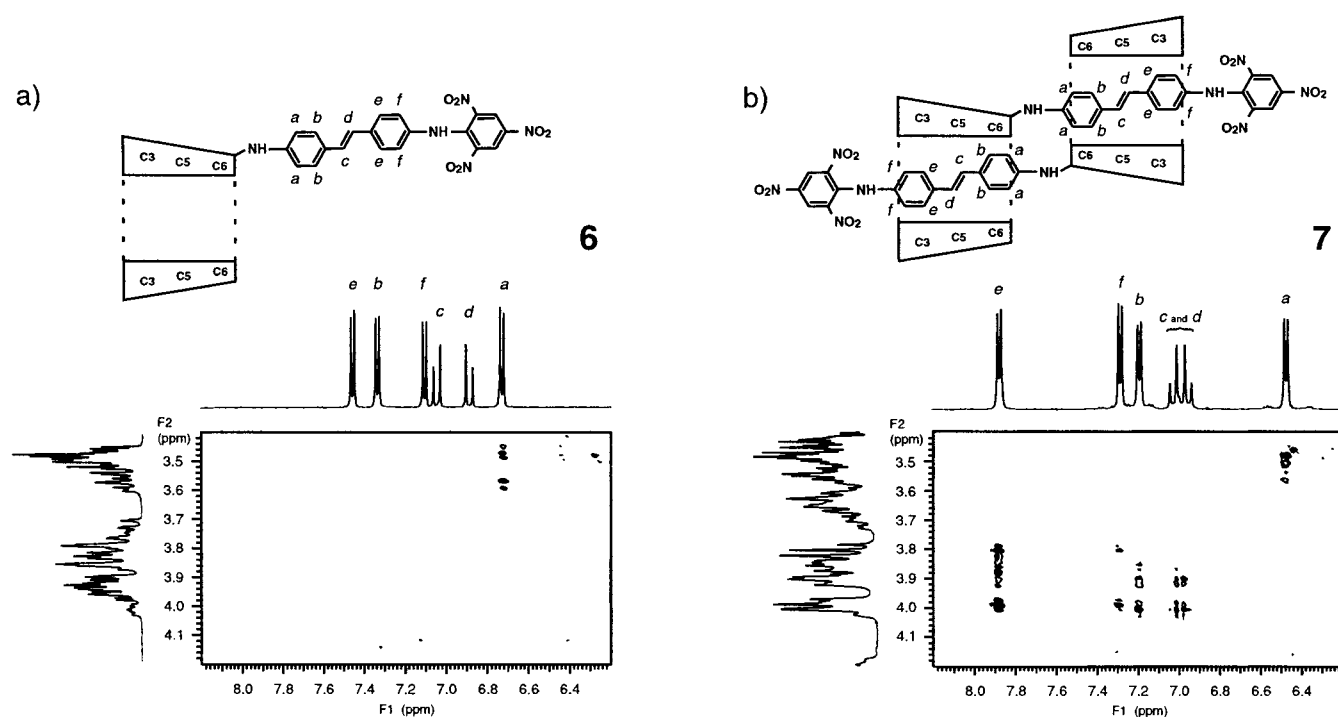 a)
O₂N
e f
a b d
NH
NO₂
C3 C5 C6
NH
c e f
a b
O₂N
C3 C5 C6
6
e b f c d a
F2
(ppm)
3.5
3.6
3.7
3.8
3.9
4.0
4.1
8.0 7.8 7.6 7.4 7.2 7.0 6.8 6.6 6.4
F1 (ppm)
b)
C6 C5 C3
O₂N
a b d e f
NH
NO₂
C3 C5 C6
NH
a b c e f
NO₂
NO₂
f e c b a
C6 C5 C3
O₂N
NH
NH
f e d b a
NO₂
C3 C5 C6
7
e f b c and d a
F2
(ppm)
3.5
3.6
3.7
3.8
3.9
4.0
4.1
8.0 7.8 7.6 7.4 7.2 7.0 6.8 6.6 6.4
F1 (ppm)